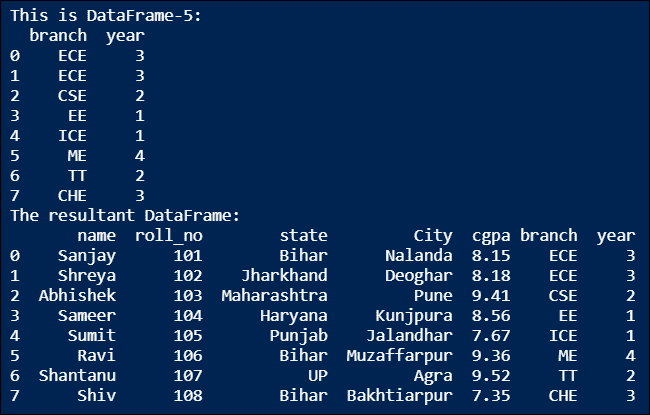 This is DataFrame-5:
  branch  year
0    ECE     3
1    ECE     3
2    CSE     2
3     EE     1
4    ICE     1
5     ME     4
6     TT     2
7    CHE     3
The resultant DataFrame:
       name  roll_no        state         City  cgpa branch  year
0    Sanjay      101        Bihar      Nalanda  8.15    ECE     3
1    Shreya      102    Jharkhand      Deoghar  8.18    ECE     3
2  Abhishek      103  Maharashtra         Pune  9.41    CSE     2
3    Sameer      104      Haryana     Kunjpura  8.56     EE     1
4     Sumit      105       Punjab    Jalandhar  7.67    ICE     1
5      Ravi      106        Bihar  Muzaffarpur  9.36     ME     4
6  Shantanu      107           UP         Agra  9.52     TT     2
7      Shiv      108        Bihar  Bakhtiarpur  7.35    CHE     3